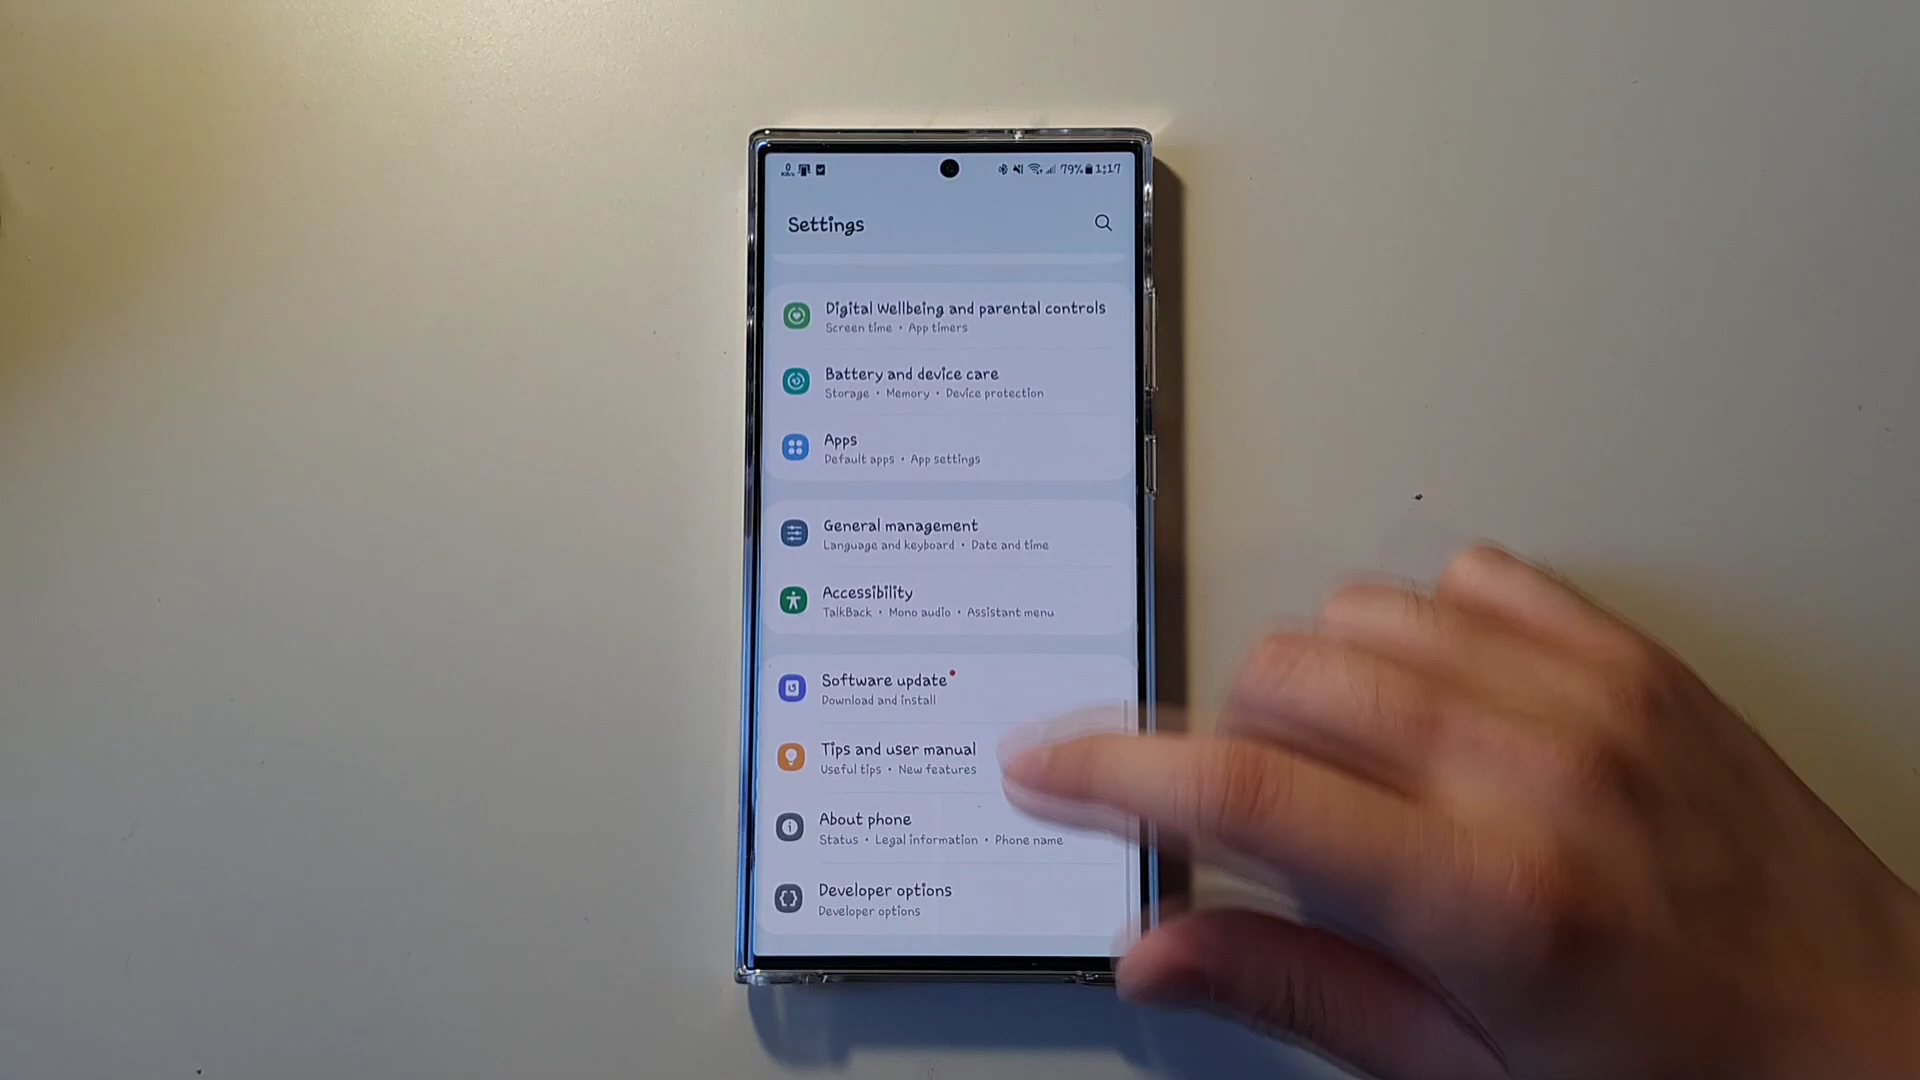 79% 1:17
Settings
Digital Wellbeing and parental controls
Screen time • App timers
Battery and device care
Storage • Memory • Device protection
Apps
Default apps • App settings
General management
Language and keyboard • Date and time
Accessibility
TalkBack • Mono audio • Assistant menu
Software update
Download and install
Tips and user manual
Useful tips • New features
About phone
Status • Legal information • Phone name
Developer options
Developer options